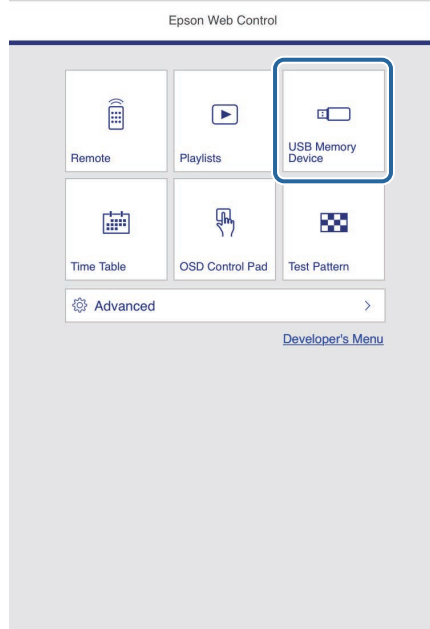 Epson Web Control
Remote
Playlists
USB Memory
Device
Time Table
OSD Control Pad
Test Pattern
Advanced
Developer's Menu